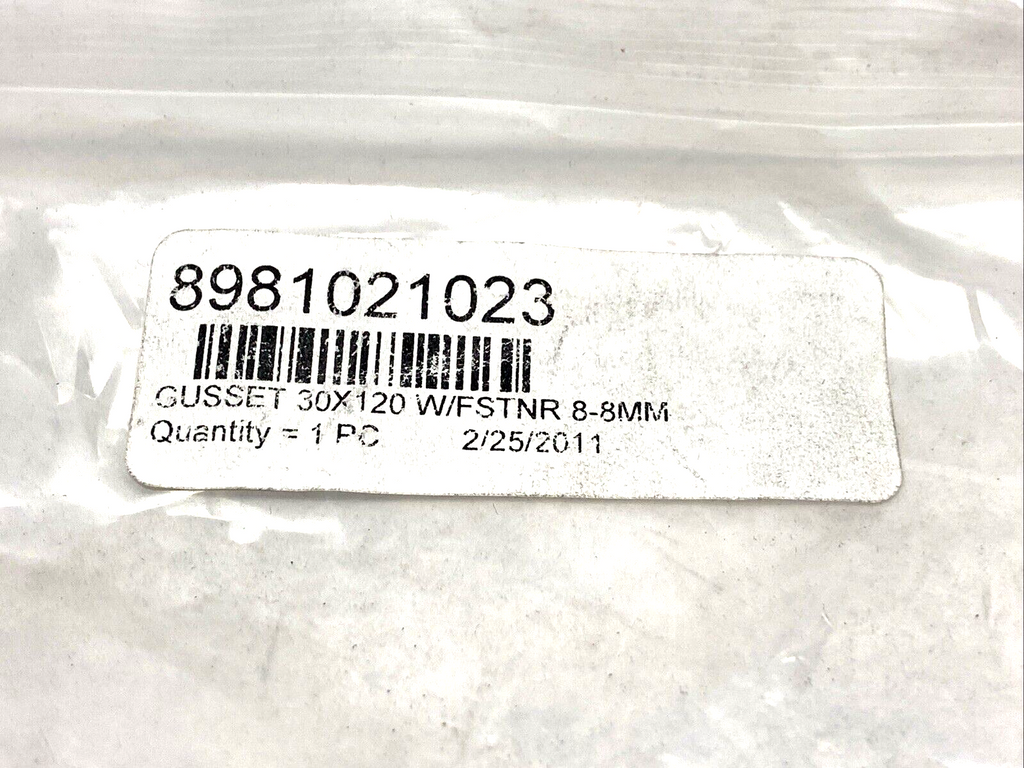 8981021023
GUSSET 30X120 W/FSTNR 8-8MM
Quantity = 1 PC 2/25/2011